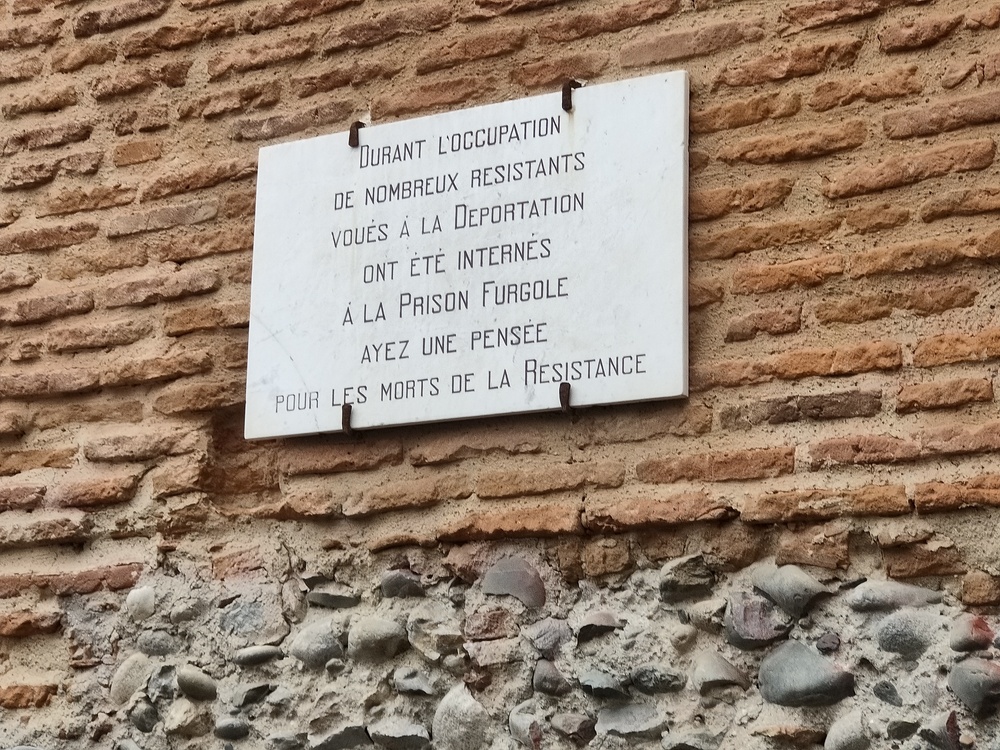 DURANT L'OCCUPATION
DE NOMBREUX RESISTANTS
VOUÉS Á LA DEPORTATION
ONT ÉTÉ INTERNÉS
Á LA PRISON FURGOLE
AYEZ UNE PENSÉE
POUR LES MORTS DE LA RESISTANCE